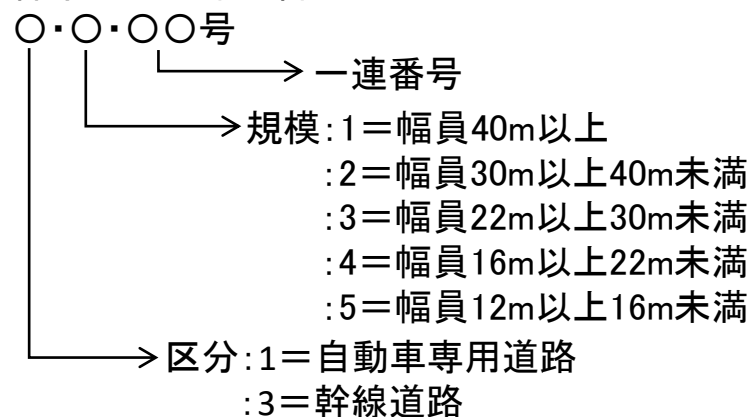 〇・〇・〇〇号
一連番号
規模:1＝幅員40m以上
:2＝幅員30m以上40m未満
:3＝幅員22m以上30m未満
:4＝幅員16m以上22m未満
:5＝幅員12m以上16m未満
区分:1＝自動車専用道路
:3＝幹線道路